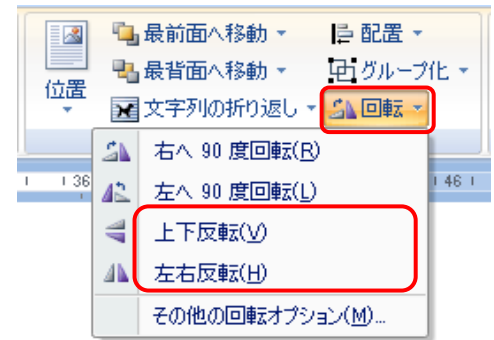 位置
最前面へ移動
配置
最背面へ移動
グループ化
文字列の折り返し
回転
36
46
右へ 90 度回転(R)
左へ 90 度回転(L)
上下反転(V)
左右反転(H)
その他の回転オプション(M)...